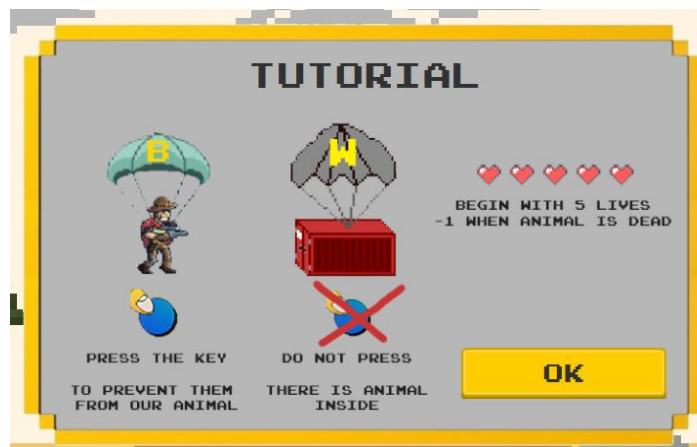 TUTORIAL
B
W
BEGIN WITH 5 LIVES
-1 WHEN ANIMAL IS DEAD
PRESS THE KEY
TO PREVENT THEM
FROM OUR ANIMAL
DO NOT PRESS
THERE IS ANIMAL
INSIDE
OK